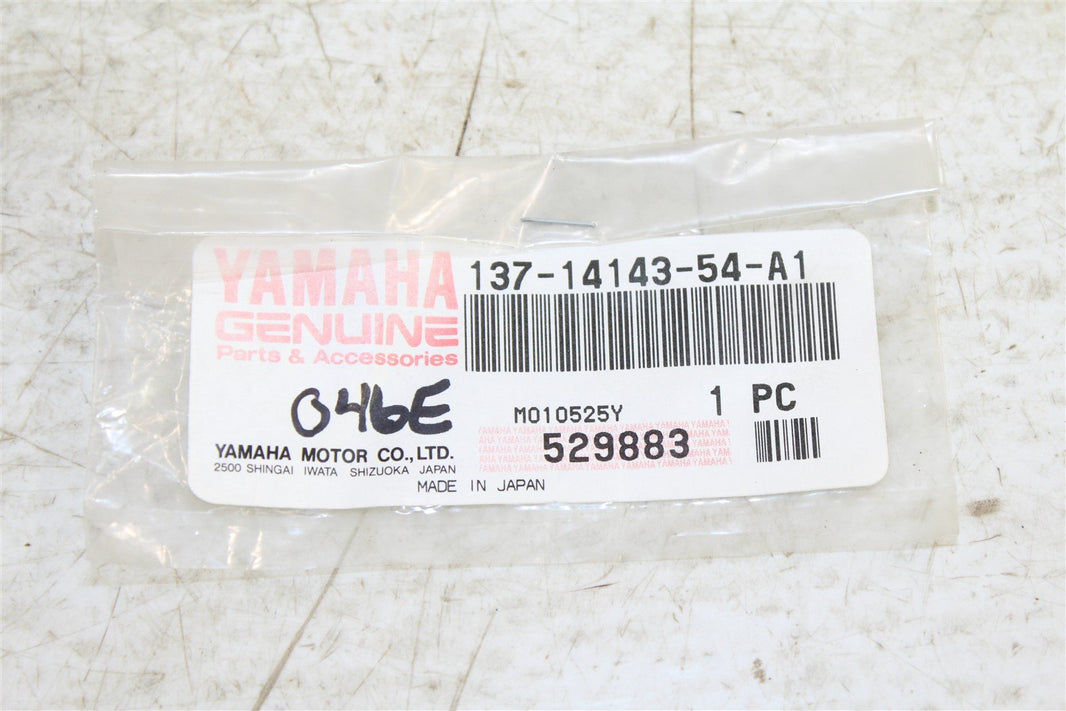 YAMAHA
GENUINE
Parts & Accessories
137-14143-54-A1
046E
M010525Y
1 PC
529883
YAMAHA MOTOR CO., LTD.
2500 SHINGAI IWATA SHIZUOKA JAPAN
MADE IN JAPAN